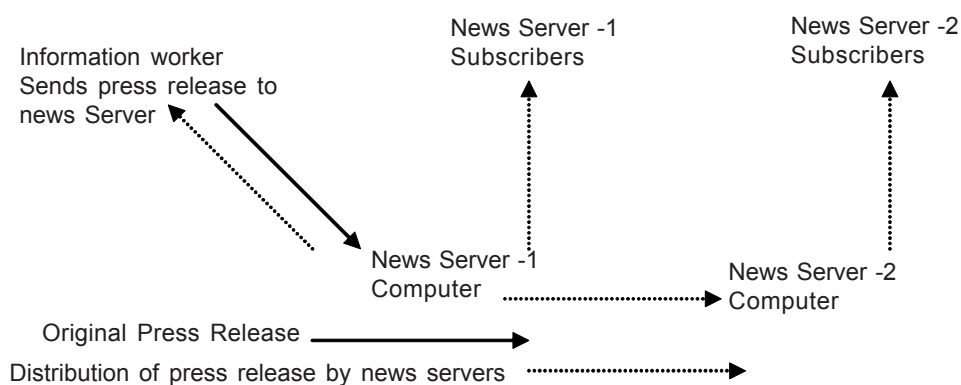 Information worker
Sends press release to
news Server
News Server -1
Subscribers
News Server -2
Subscribers
News Server -1
Computer
News Server -2
Computer
Original Press Release
Distribution of press release by news servers